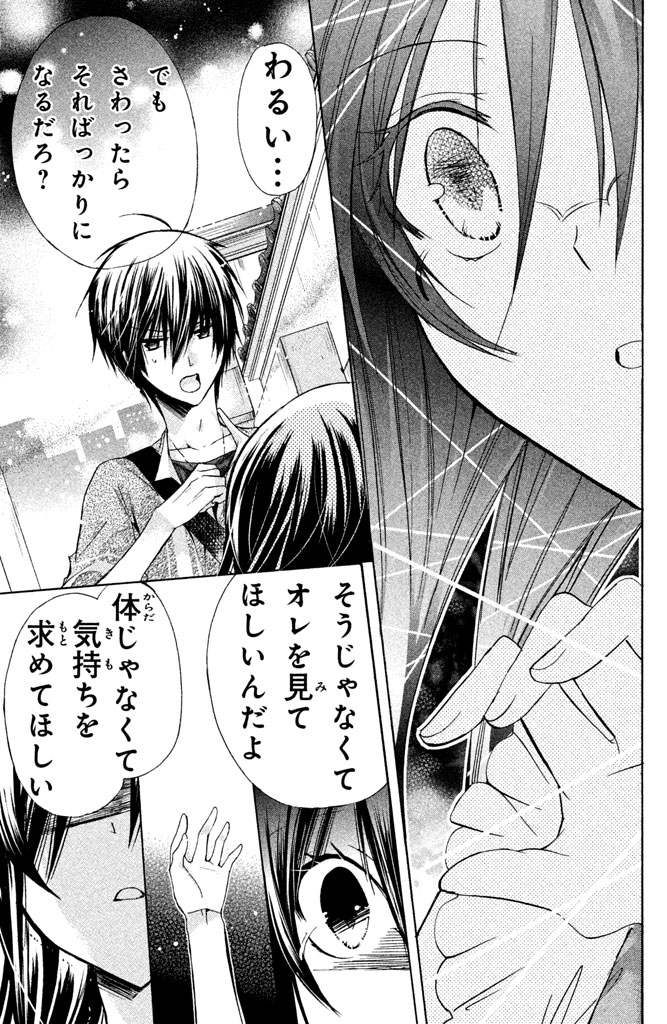 わるい…
でも
さわったら
そればっかりに
なるだろ？
そうじゃなくて
オレを見て
ほしいんだよ
体じゃなくて
気持ちを
求めてほしい